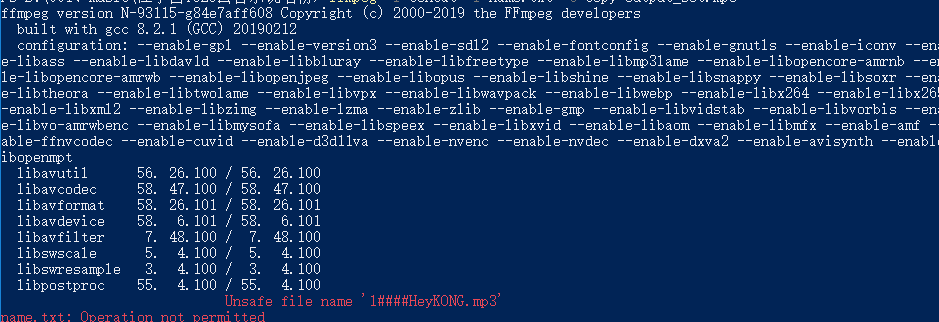 ffmpeg version N-93115-g84e7aff608 Copyright (c) 2000-2019 the FFmpeg developers
built with gcc 8.2.1 (GCC) 20190212
configuration: --enable-gpl --enable-version3 --enable-sdl2 --enable-fontconfig --enable-gnutls --enable-iconv --ena
e-libass --enable-libdav1d --enable-libbluray --enable-libfreetype --enable-libmp3lame --enable-libopencore-amrnb --e
le-libopencore-amrwb --enable-libopenjpeg --enable-libopus --enable-libshine --enable-libsnappy --enable-libsoxr --e
e-libtheora --enable-libtwolame --enable-libvpx --enable-libwavpack --enable-libwebp --enable-libx264 --enable-libx265
enable-libxml2 --enable-libzimg --enable-lzma --enable-zlib --enable-gmp --enable-libvidstab --enable-libvorbis --en
e-libvo-amrwbenc --enable-libmysofa --enable-libspeex --enable-libxvid --enable-libaom --enable-libmfx --enable-amf --
able-ffnvcodec --enable-cuvid --enable-d3d11va --enable-nvenc --enable-nvdec --enable-dxva2 --enable-avisynth --enable
ibopenmpt
libavutil 56. 26.100 / 56. 26.100
libavcodec 58. 47.100 / 58. 47.100
libavformat 58. 26.101 / 58. 26.101
libavdevice 58. 6.101 / 58. 6.101
libavfilter 7. 48.100 / 7. 48.100
libswscale 5. 4.100 / 5. 4.100
libswresample 3. 4.100 / 3. 4.100
libpostproc 55. 4.100 / 55. 4.100
Unsafe file name '1####HeyKONG.mp3'
name.txt: Operation not permitted